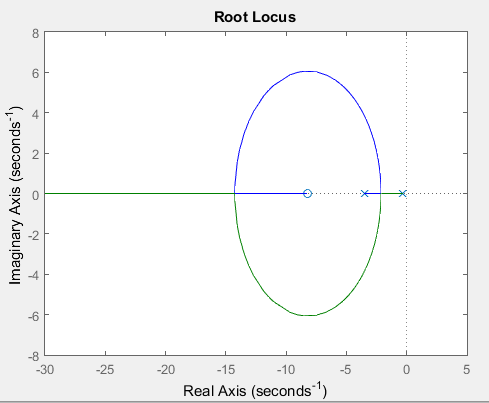 Root Locus
Imaginary Axis (seconds⁻¹)
8
6
4
2
0
-2
-4
-6
-8
-30 -25 -20 -15 -10 -5 0 5
Real Axis (seconds⁻¹)